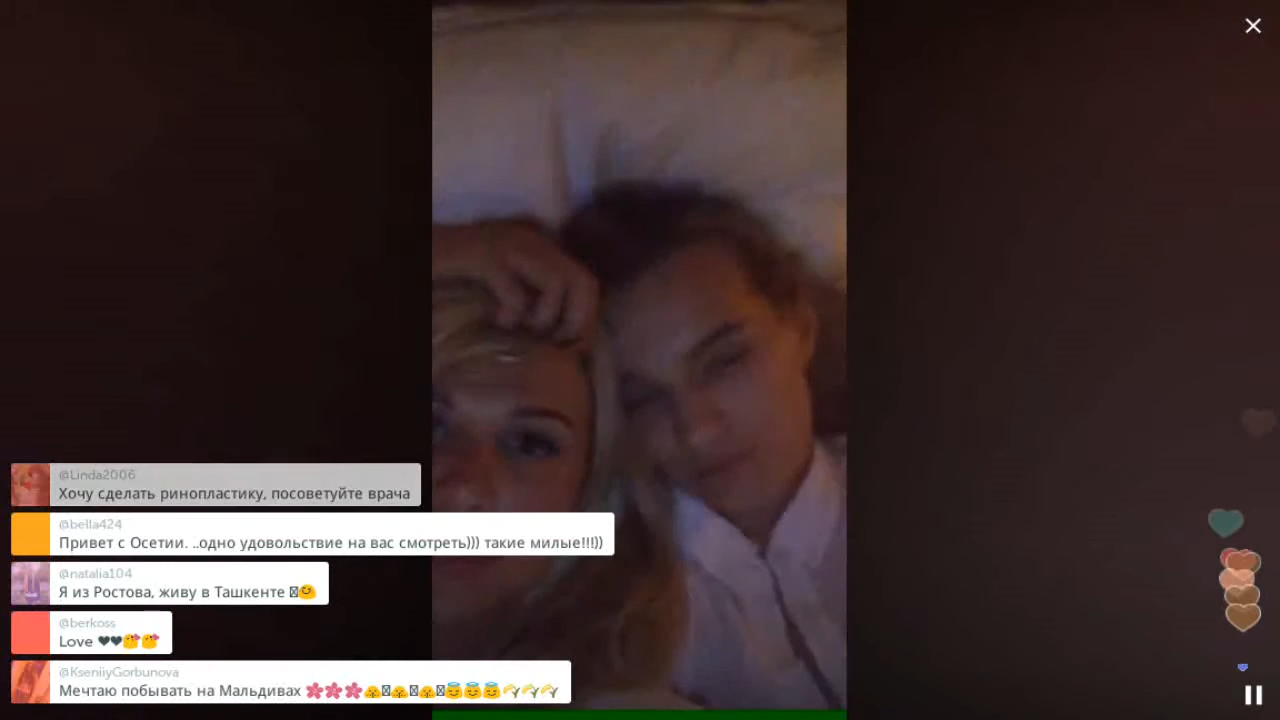 @Linda2006
Хочу сделать ринопластику, посоветуйте врача
@bella424
Привет с Осетии. ..одно удовольствие на вас смотреть))) такие милые!!!))
@natalia104
Я из Ростова, живу в Ташкенте 😊
@berkoss
Love ❤❤🥰🥰
@KseniiyGorbunova
Мечтаю побывать на Мальдивах 🌸🌸🌸🙊🙊🙊😇😇😇🌴🌴🌴